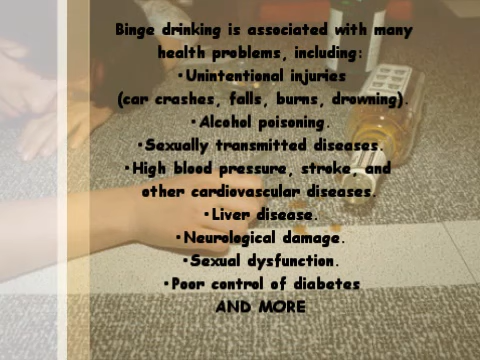 Binge drinking is associated with many
health problems, including:
•Unintentional injuries
(car crashes, falls, burns, drowning).
•Alcohol poisoning.
•Sexually transmitted diseases.
•High blood pressure, stroke, and
other cardiovascular diseases.
•Liver disease.
•Neurological damage.
•Sexual dysfunction.
•Poor control of diabetes
AND MORE